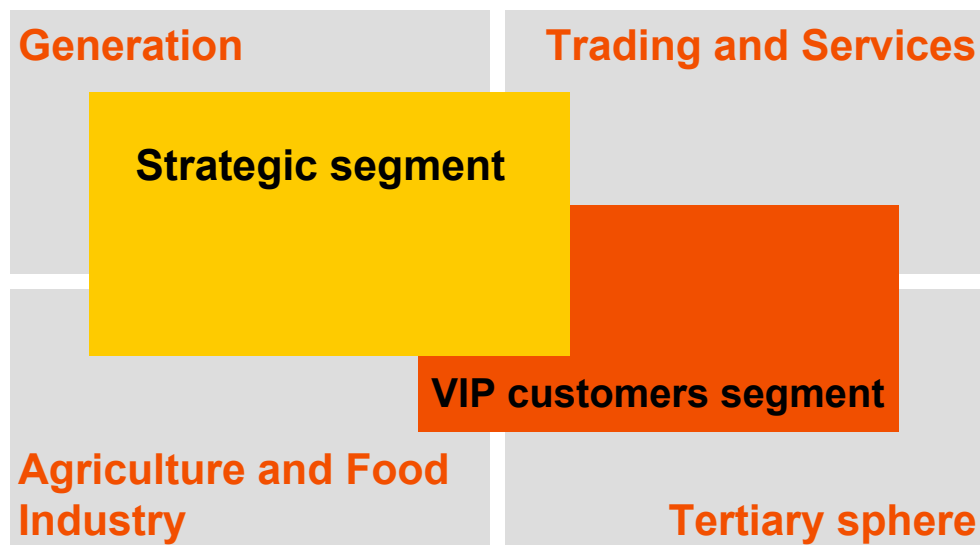 Generation
Trading and Services
Strategic segment
VIP customers segment
Agriculture and Food
Industry
Tertiary sphere